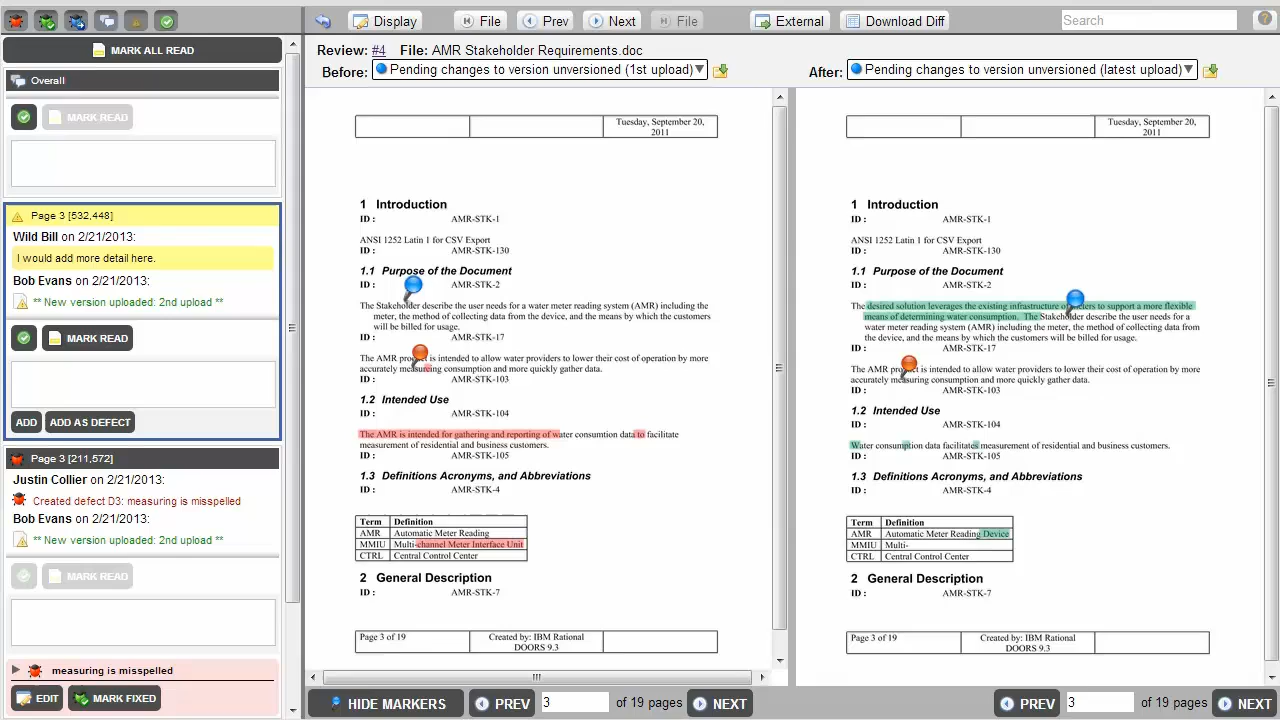 Display
File
Prev
Next
File
External
Download Diff
Search
MARK ALL READ
Overall
MARK READ
Page 3 [532,448]
Wild Bill on 2/21/2013:
I would add more detail here.
Bob Evans on 2/21/2013:
** New version uploaded: 2nd upload **
MARK READ
ADD
ADD AS DEFECT
Page 3 [211,572]
Justin Collier on 2/21/2013:
Created defect D3: measuring is misspelled
Bob Evans on 2/21/2013:
** New version uploaded: 2nd upload **
MARK READ
measuring is misspelled
EDIT
MARK FIXED
Review: #4 File: AMR Stakeholder Requirements.doc
Before: Pending changes to version unversioned (1st upload)
After: Pending changes to version unversioned (latest upload)
Tuesday, September 20,
2011
1 Introduction
ID : AMR-STK-1
ANSI 1252 Latin 1 for CSV Export
ID : AMR-STK-130
1.1 Purpose of the Document
ID : AMR-STK-2
The Stakeholder describe the user needs for a water meter reading system (AMR) including the
meter, the method of collecting data from the device, and the means by which the customers
will be billed for usage.
ID : AMR-STK-17
The AMR product is intended to allow water providers to lower their cost of operation by more
accurately measuring consumption and more quickly gather data.
ID : AMR-STK-103
1.2 Intended Use
ID : AMR-STK-104
The AMR is intended for gathering and reporting of water consumtion data to facilitate
measurement of residential and business customers.
ID : AMR-STK-105
1.3 Definitions Acronyms, and Abbreviations
ID : AMR-STK-4
Term Definition
AMR Automatic Meter Reading
MMIU Multi-channel Meter Interface Unit
CTRL Central Control Center
2 General Description
ID : AMR-STK-7
Page 3 of 19 Created by: IBM Rational
DOORS 9.3
Tuesday, September 20,
2011
1 Introduction
ID : AMR-STK-1
ANSI 1252 Latin 1 for CSV Export
ID : AMR-STK-130
1.1 Purpose of the Document
ID : AMR-STK-2
The desired solution leverages the existing infrastructure of meters to support a more flexible
means of determining water consumption. The Stakeholder describe the user needs for a
water meter reading system (AMR) including the meter, the method of collecting data from
the device, and the means by which the customers will be billed for usage.
ID : AMR-STK-17
The AMR product is intended to allow water providers to lower their cost of operation by more
accurately measuring consumption and more quickly gather data.
ID : AMR-STK-103
1.2 Intended Use
ID : AMR-STK-104
Water consumption data facilitates measurement of residential and business customers.
ID : AMR-STK-105
1.3 Definitions Acronyms, and Abbreviations
ID : AMR-STK-4
Term Definition
AMR Automatic Meter Reading Device
MMIU Multi-
CTRL Central Control Center
2 General Description
ID : AMR-STK-7
Page 3 of 19 Created by: IBM Rational
DOORS 9.3
HIDE MARKERS
PREV
3 of 19 pages
NEXT
PREV
3 of 19 pages
NEXT